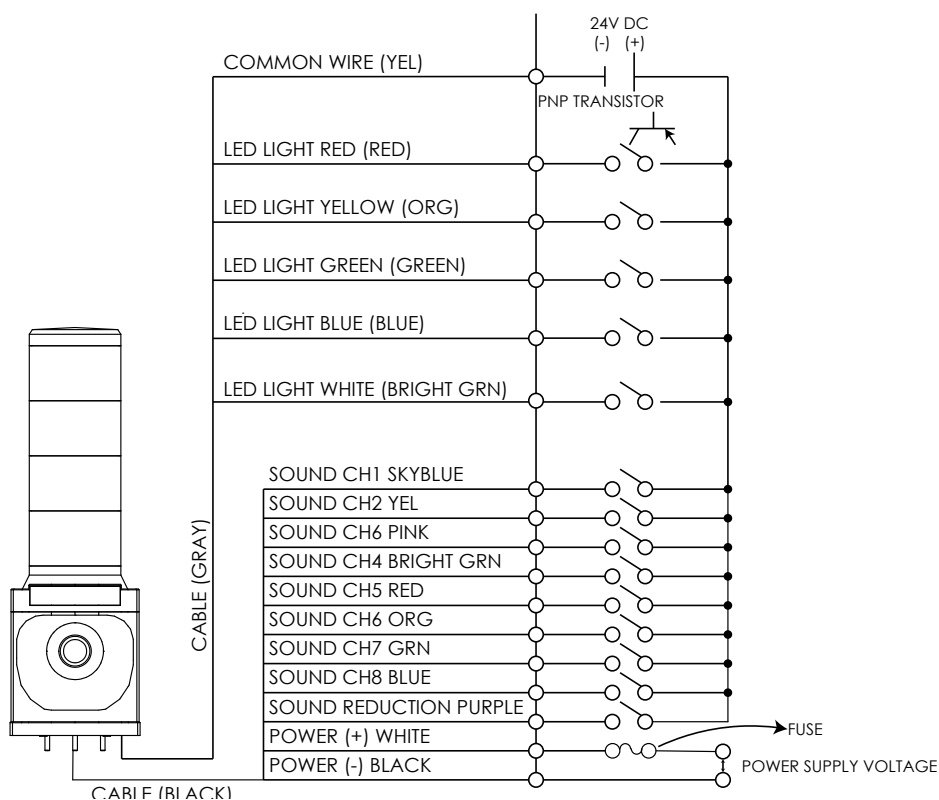 24V DC
(-) (+)
COMMON WIRE (YEL)
PNP TRANSISTOR
LED LIGHT RED (RED)
LED LIGHT YELLOW (ORG)
LED LIGHT GREEN (GREEN)
LED LIGHT BLUE (BLUE)
LED LIGHT WHITE (BRIGHT GRN)
SOUND CH1 SKYBLUE
SOUND CH2 YEL
SOUND CH6 PINK
SOUND CH4 BRIGHT GRN
SOUND CH5 RED
SOUND CH6 ORG
SOUND CH7 GRN
SOUND CH8 BLUE
SOUND REDUCTION PURPLE
POWER (+) WHITE
POWER (-) BLACK
FUSE
POWER SUPPLY VOLTAGE
CABLE (GRAY)
CABLE (BLACK)